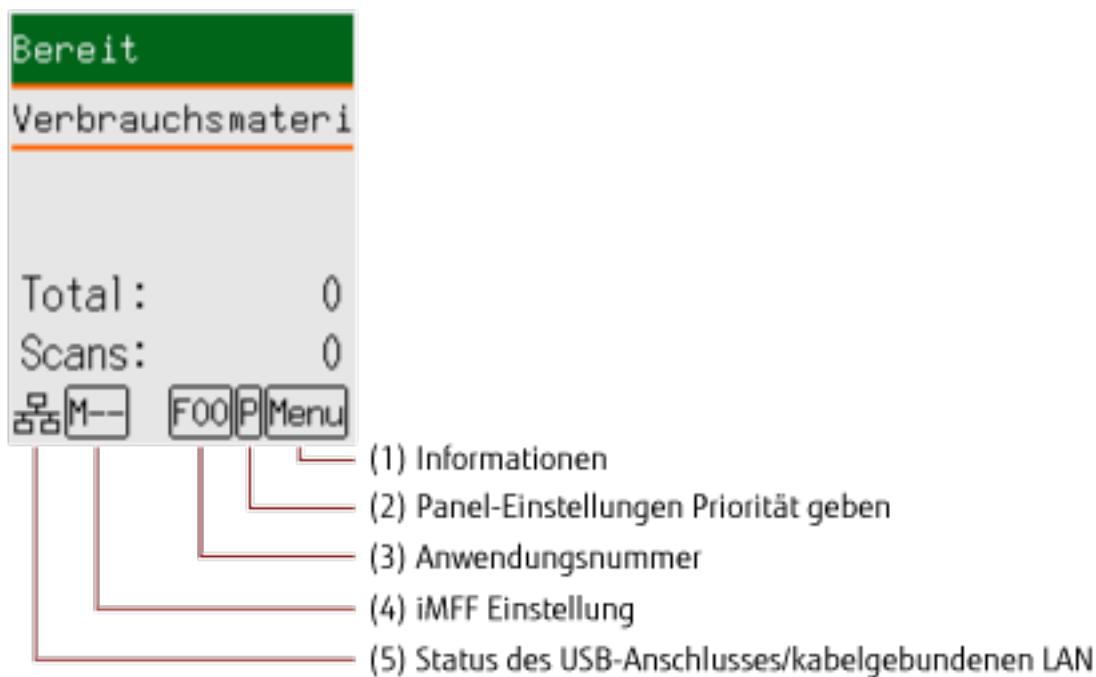 Bereit
Verbrauchsmateri
Total: 0
Scans: 0
M-- F00 P Menu
(1) Informationen
(2) Panel-Einstellungen Priorität geben
(3) Anwendungsnummer
(4) iMFF Einstellung
(5) Status des USB-Anschlusses/kabelgebundenen LAN